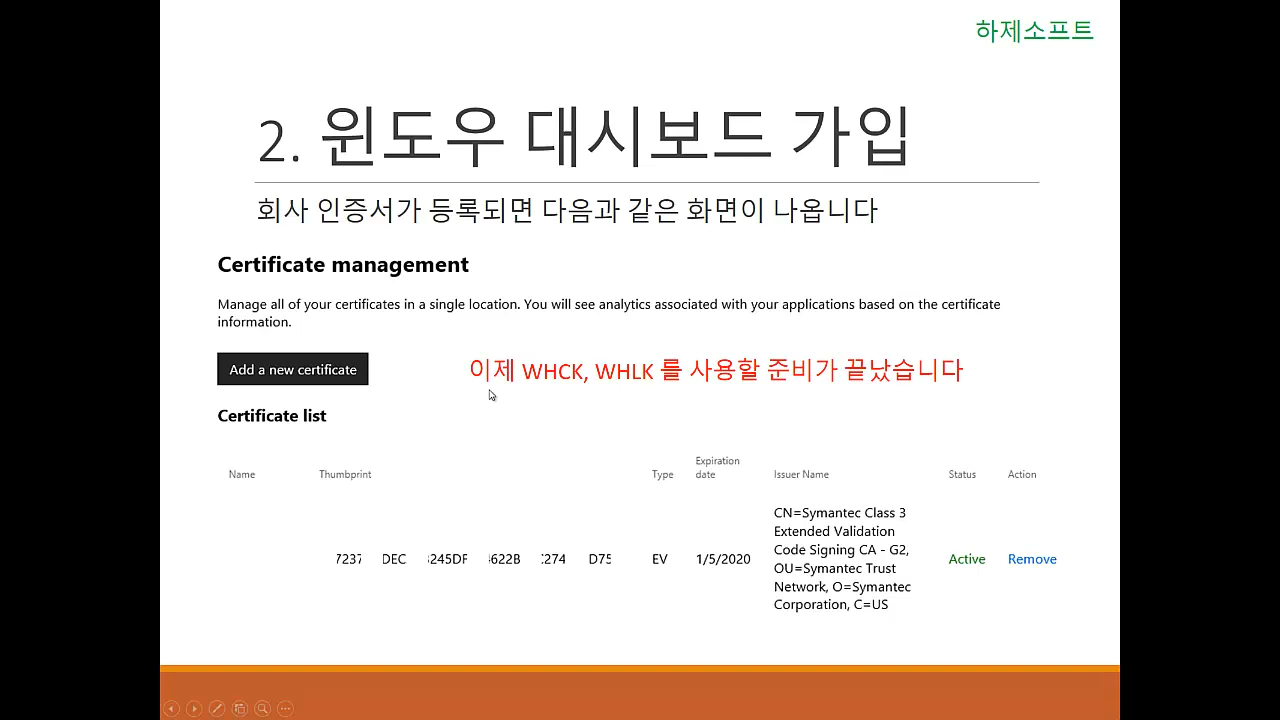 하제소프트
2. 윈도우 대시보드 가입
회사 인증서가 등록되면 다음과 같은 화면이 나옵니다
Certificate management
Manage all of your certificates in a single location. You will see analytics associated with your applications based on the certificate
information.
Add a new certificate
이제 WHCK, WHLK 를 사용할 준비가 끝났습니다
Certificate list
Name Thumbprint Type Expiration date Issuer Name Status Action
7237 DEC 245DF 622B 274 D75 EV 1/5/2020 Active Remove
CN=Symantec Class 3
Extended Validation
Code Signing CA - G2,
OU=Symantec Trust
Network, O=Symantec
Corporation, C=US